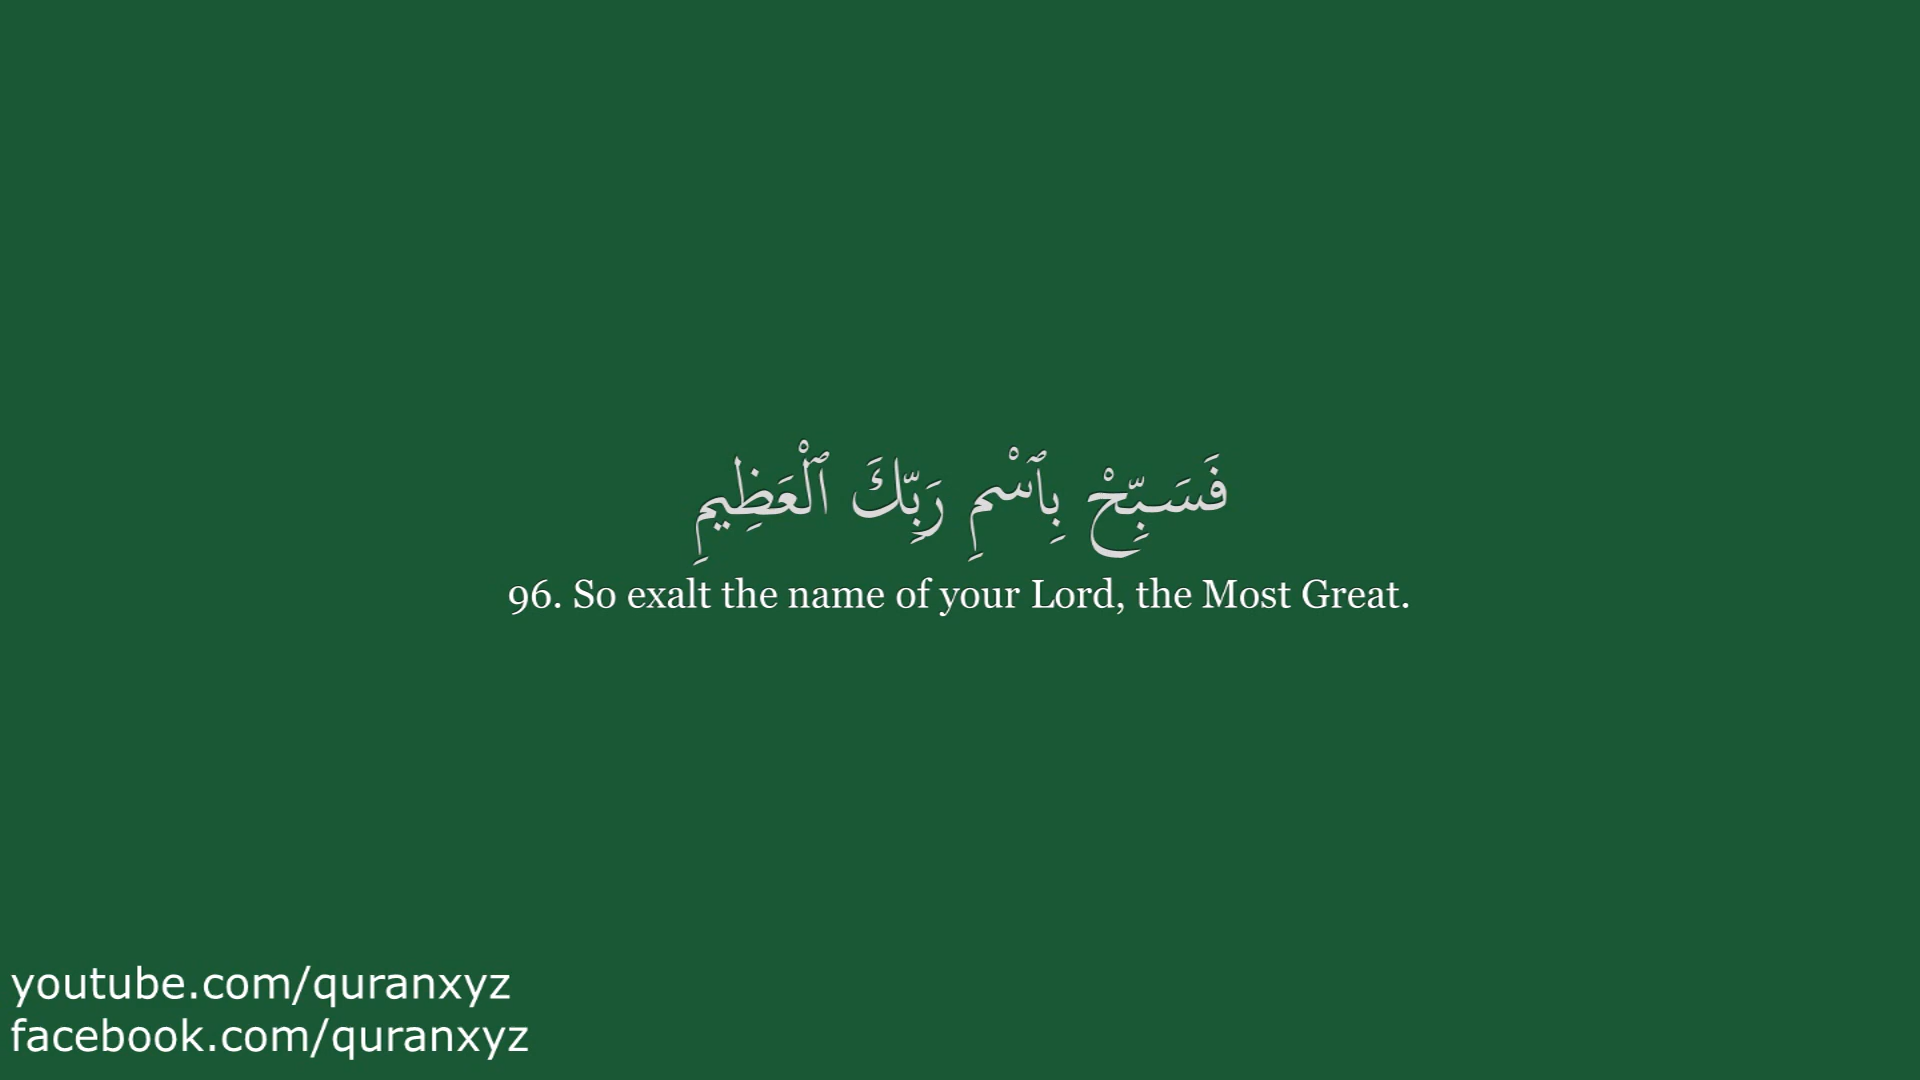 فَسَبِّحْ بِٱسْمِ رَبِّكَ ٱلْعَظِيمِ
96. So exalt the name of your Lord, the Most Great.
youtube.com/quranxyz
facebook.com/quranxyz